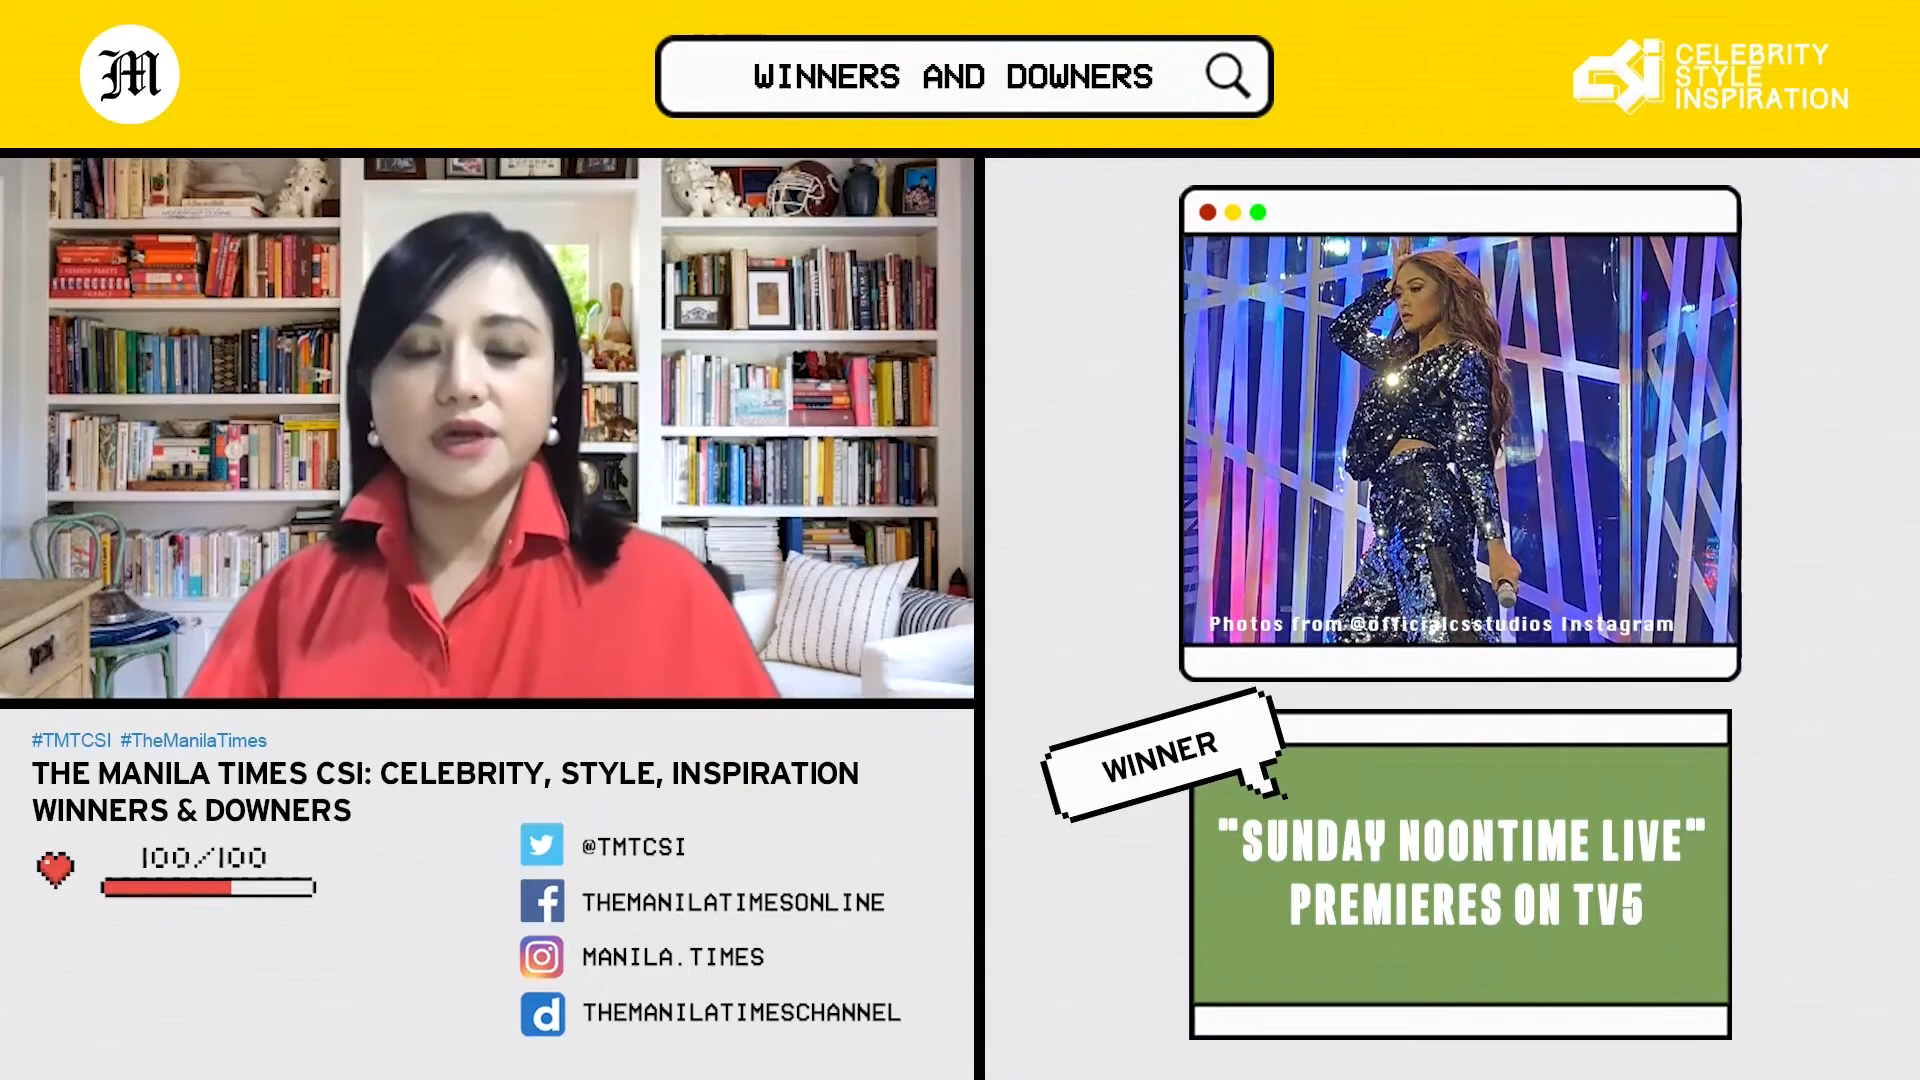 M
WINNERS AND DOWNERS
CSI CELEBRITY
STYLE
INSPIRATION
Photos from @officialcsstudios Instagram
WINNER
"SUNDAY NOONTIME LIVE"
PREMIERES ON TV5
#TMTCSI #TheManilaTimes
THE MANILA TIMES CSI: CELEBRITY, STYLE, INSPIRATION
WINNERS & DOWNERS
100/100
@TMTCSI
THEMANILATIMESONLINE
MANILA.TIMES
THEMANILATIMESCHANNEL